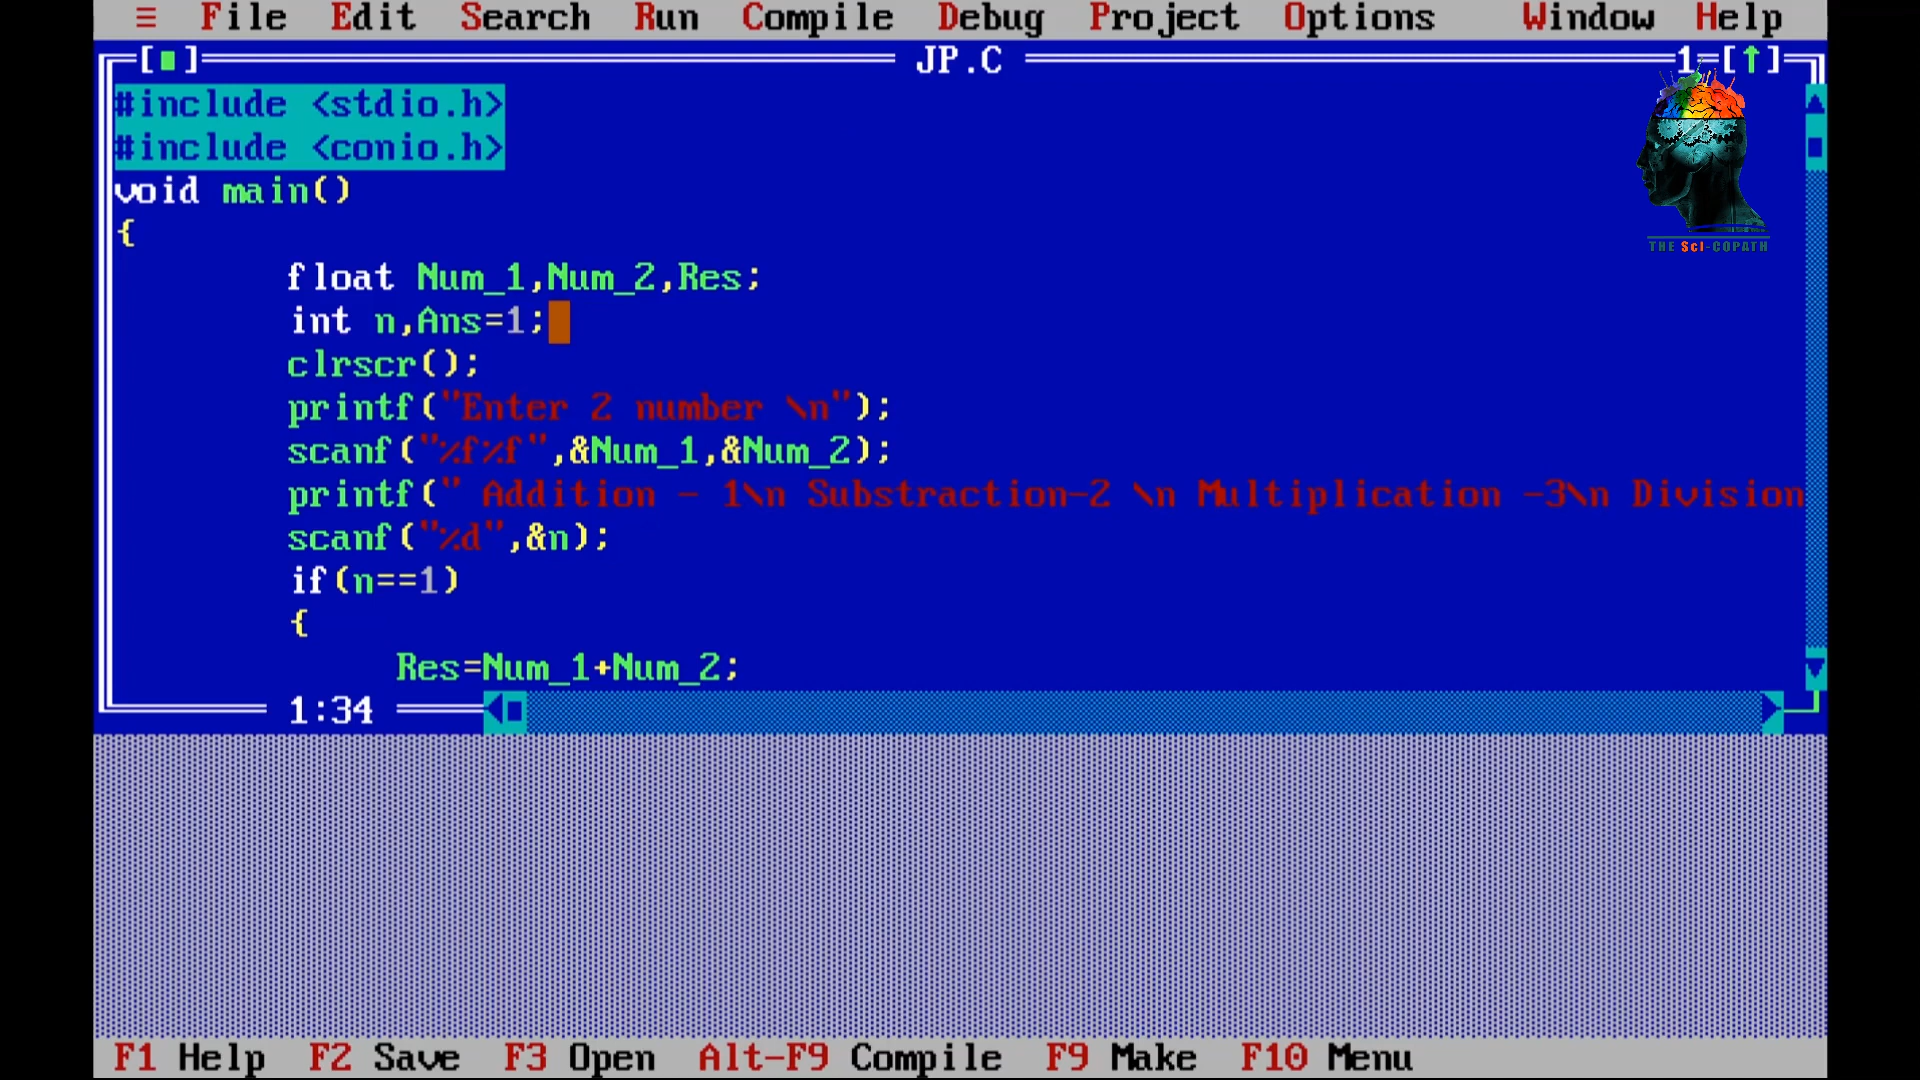 ≡ File Edit Search Run Compile Debug Project Options Window Help
[■] JP.C 1=[↑]
#include <stdio.h>
#include <conio.h>
void main()
{
float Num_1,Num_2,Res;
int n,Ans=1;
clrscr();
printf("Enter 2 number \n");
scanf("%f%f",&Num_1,&Num_2);
printf(" Addition - 1\n Substraction-2 \n Multiplication -3\n Division
scanf("%d",&n);
if(n==1)
{
Res=Num_1+Num_2;
1:34
THE SCI-COPATH
F1 Help F2 Save F3 Open Alt-F9 Compile F9 Make F10 Menu